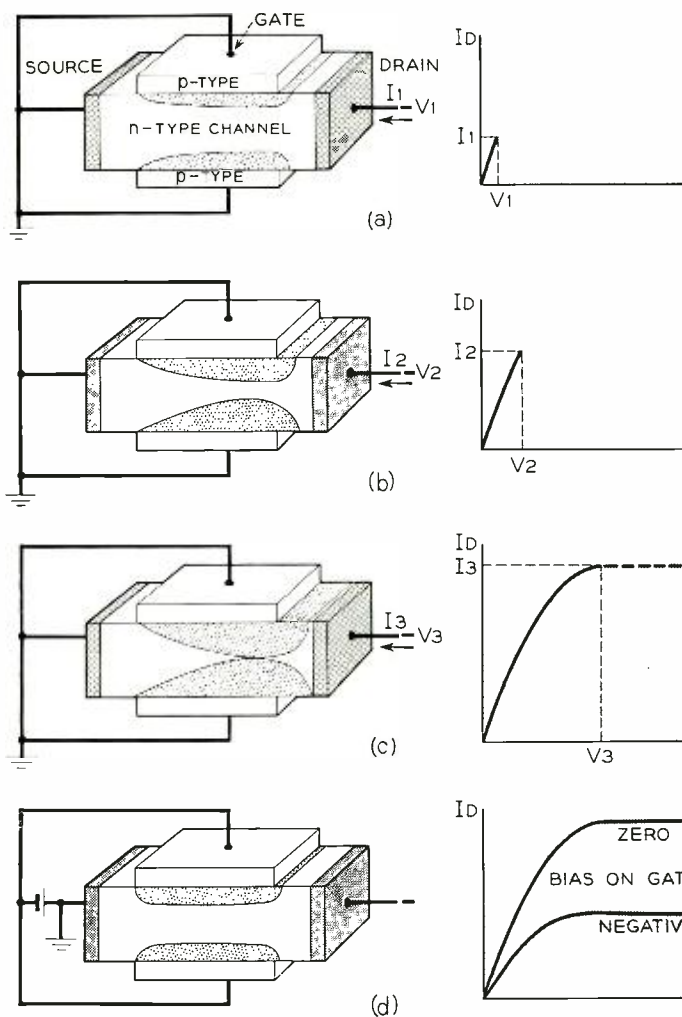 GATE
SOURCE
DRAIN
p-TYPE
n-TYPE CHANNEL
p-TYPE
I1
V1
(a)
ID
I1
V1
I2
V2
(b)
ID
I2
V2
I3
V3
(c)
ID
I3
V3
(d)
ID
ZERO
BIAS ON GAT
NEGATIV